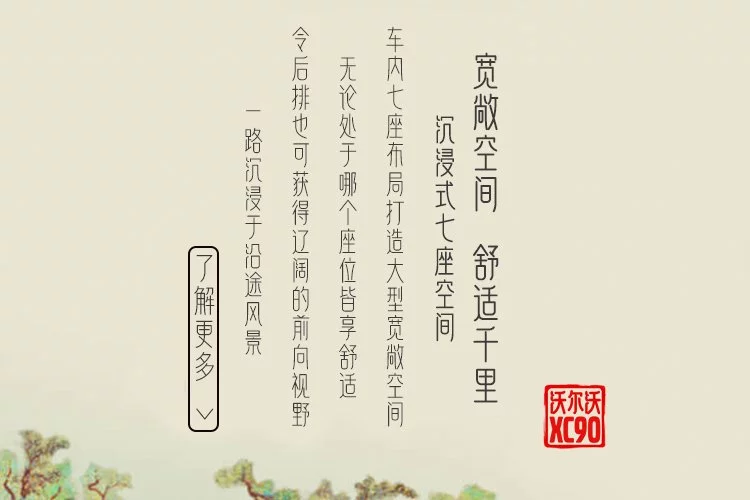 宽敞空间 舒适千里
沉浸式七座空间
车内七座布局打造大型宽敞空间
无论处于哪个座位皆享舒适
令后排也可获得辽阔的前向视野
一路沉浸于沿途风景
了解更多
沃尔沃
XC90